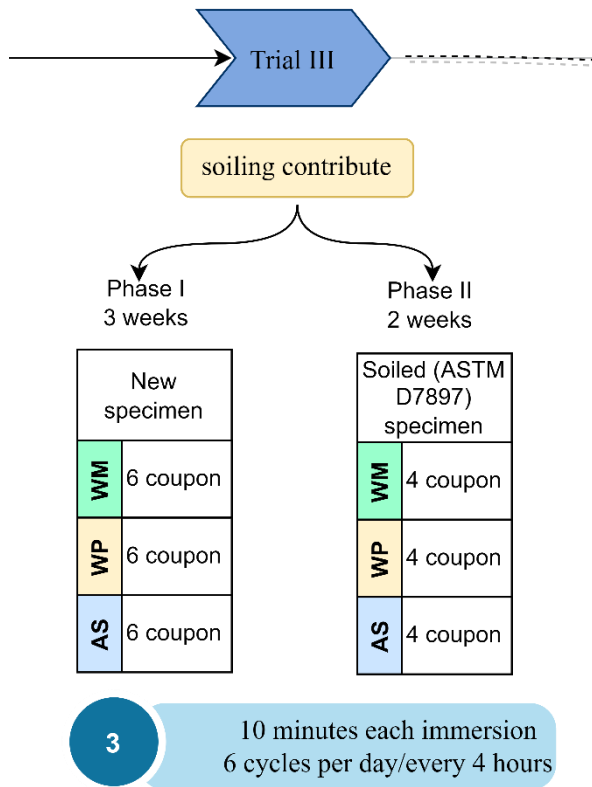 Trial III
soiling contribute
Phase I
3 weeks
Phase II
2 weeks
New
specimen
WM
6 coupon
WP
6 coupon
AS
6 coupon
Soiled (ASTM
D7897)
specimen
WM
4 coupon
WP
4 coupon
AS
4 coupon
3
10 minutes each immersion
6 cycles per day/every 4 hours